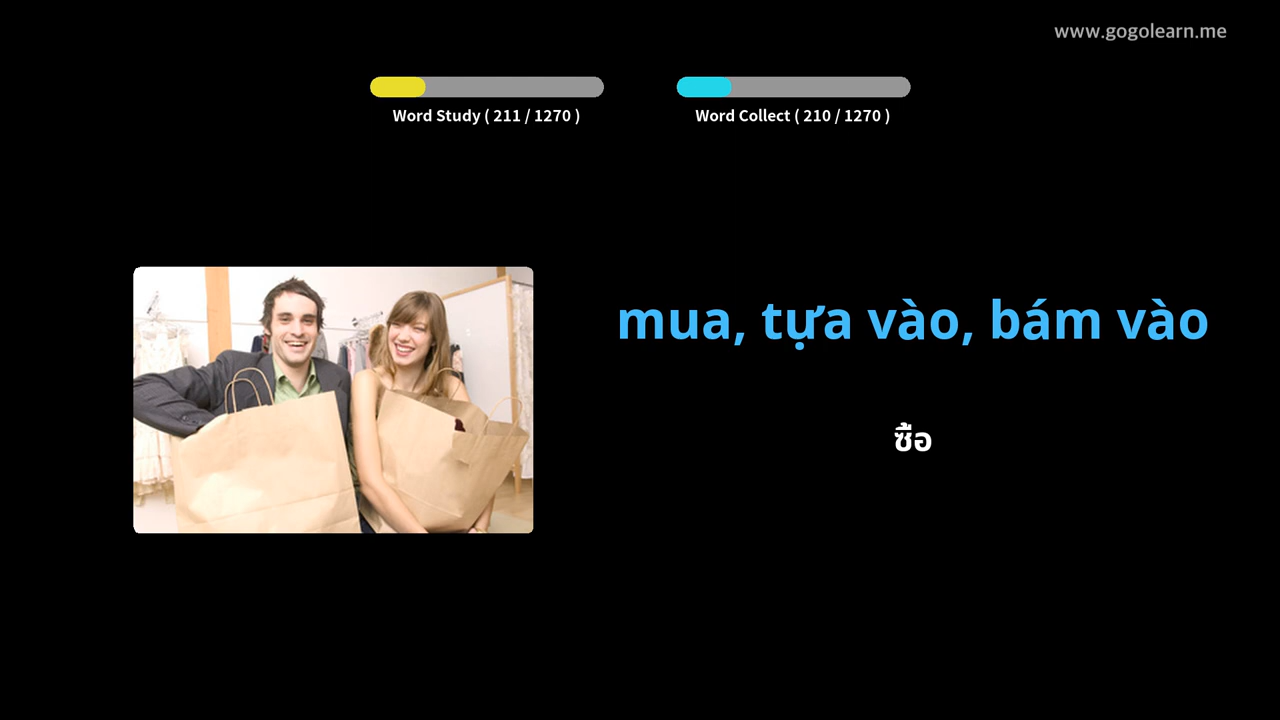 www.gogolearn.me
Word Study ( 211 / 1270 )
Word Collect ( 210 / 1270 )
mua, tựa vào, bám vào
ซื้อ